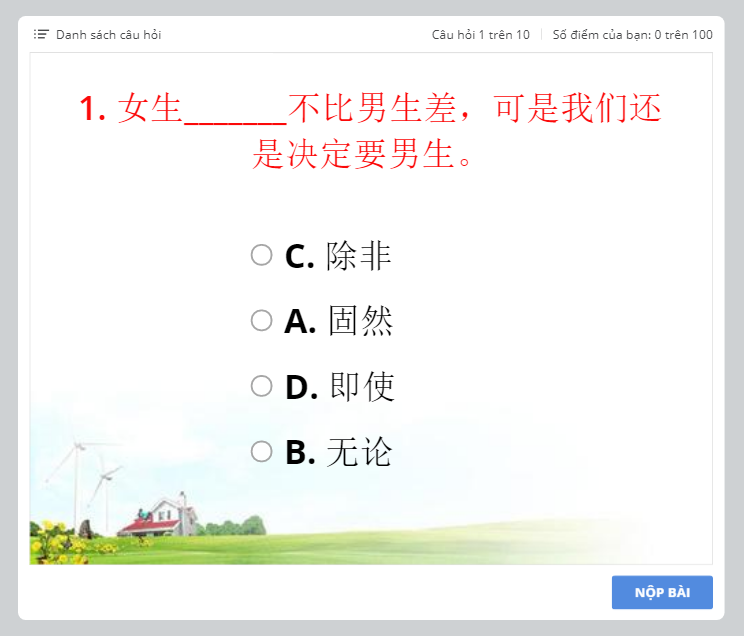 Danh sách câu hỏi
Câu hỏi 1 trên 10
Số điểm của bạn: 0 trên 100
1. 女生_______不比男生差，可是我们还
是决定要男生。
C. 除非
A. 固然
D. 即使
B. 无论
NỘP BÀI